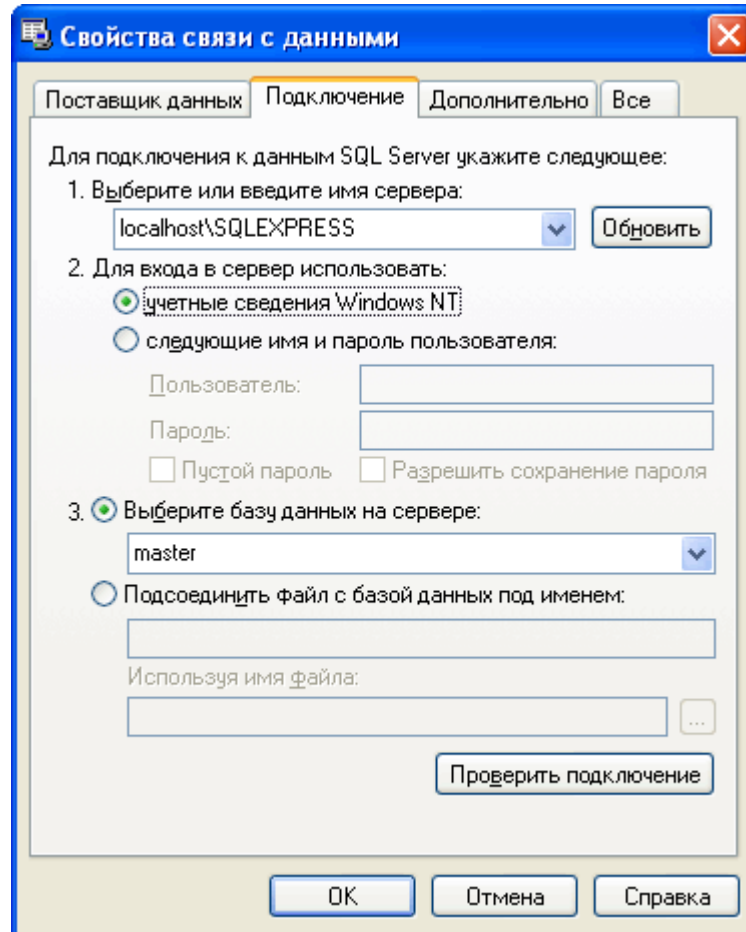 Свойства связи с данными
Поставщик данных Подключение Дополнительно Все
Для подключения к данным SQL Server укажите следующее:
1. Выберите или введите имя сервера:
localhost\SQLEXPRESS Обновить
2. Для входа в сервер использовать:
учетные сведения Windows NT
следующие имя и пароль пользователя:
Пользователь:
Пароль:
Пустой пароль Разрешить сохранение пароля
3. Выберите базу данных на сервере:
master
Подсоединить файл с базой данных под именем:
Используя имя файла:
...
Проверить подключение
OK Отмена Справка